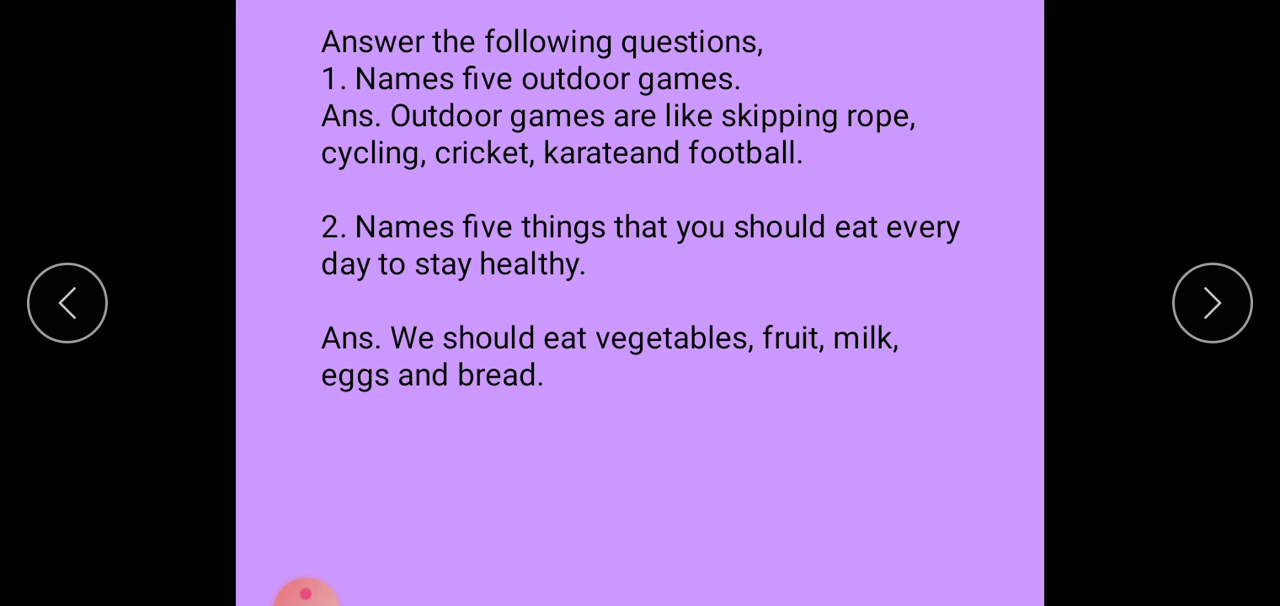 Answer the following questions,
1. Names five outdoor games.
Ans. Outdoor games are like skipping rope,
cycling, cricket, karateand football.
2. Names five things that you should eat every
day to stay healthy.
Ans. We should eat vegetables, fruit, milk,
eggs and bread.